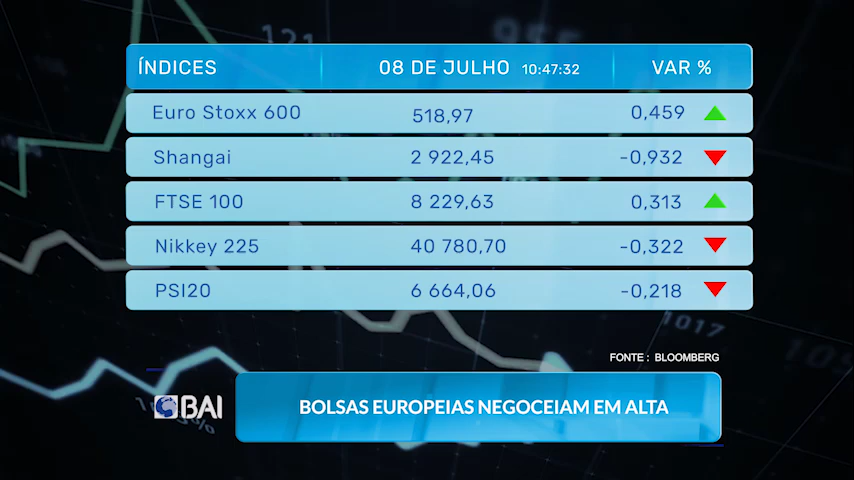 ÍNDICES 08 DE JULHO 10:47:32 VAR %
Euro Stoxx 600 518,97 0,459
Shangai 2 922,45 -0,932
FTSE 100 8 229,63 0,313
Nikkey 225 40 780,70 -0,322
PSI20 6 664,06 -0,218
1017
FONTE : BLOOMBERG
BAI
BOLSAS EUROPEIAS NEGOCEIAM EM ALTA